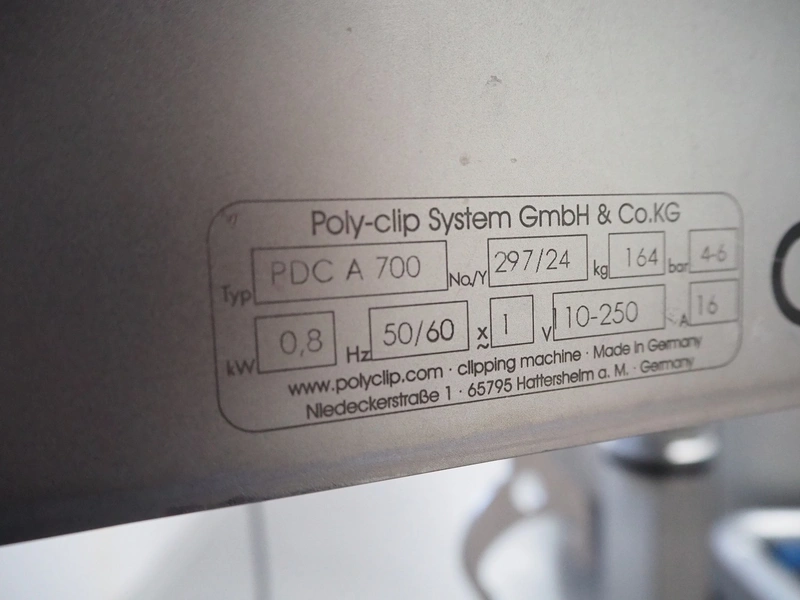 Poly-clip System GmbH & Co.KG
Typ PDC A 700 No/Y 297/24 kg 164 bar 4-6
kW 0,8 Hz 50/60 x 1 V 110-250 A 16
www.polyclip.com · clipping machine · Made in Germany
Niedeckerstraße 1 · 65795 Hattersheim a. M. · Germany